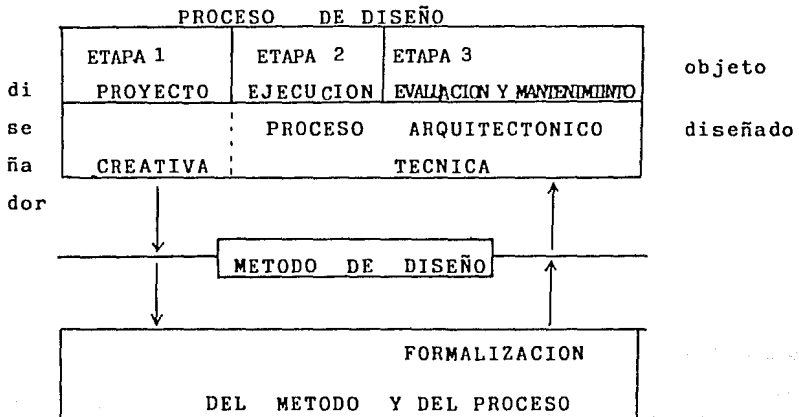 PROCESO DE DISEÑO
ETAPA 1 ETAPA 2 ETAPA 3
PROYECTO EJECUCION EVALUACION Y MANTENIMIENTO
objeto
diseñado
di
se
ña
dor
PROCESO ARQUITECTONICO
CREATIVA TECNICA
METODO DE DISEÑO
FORMALIZACION
DEL METODO Y DEL PROCESO